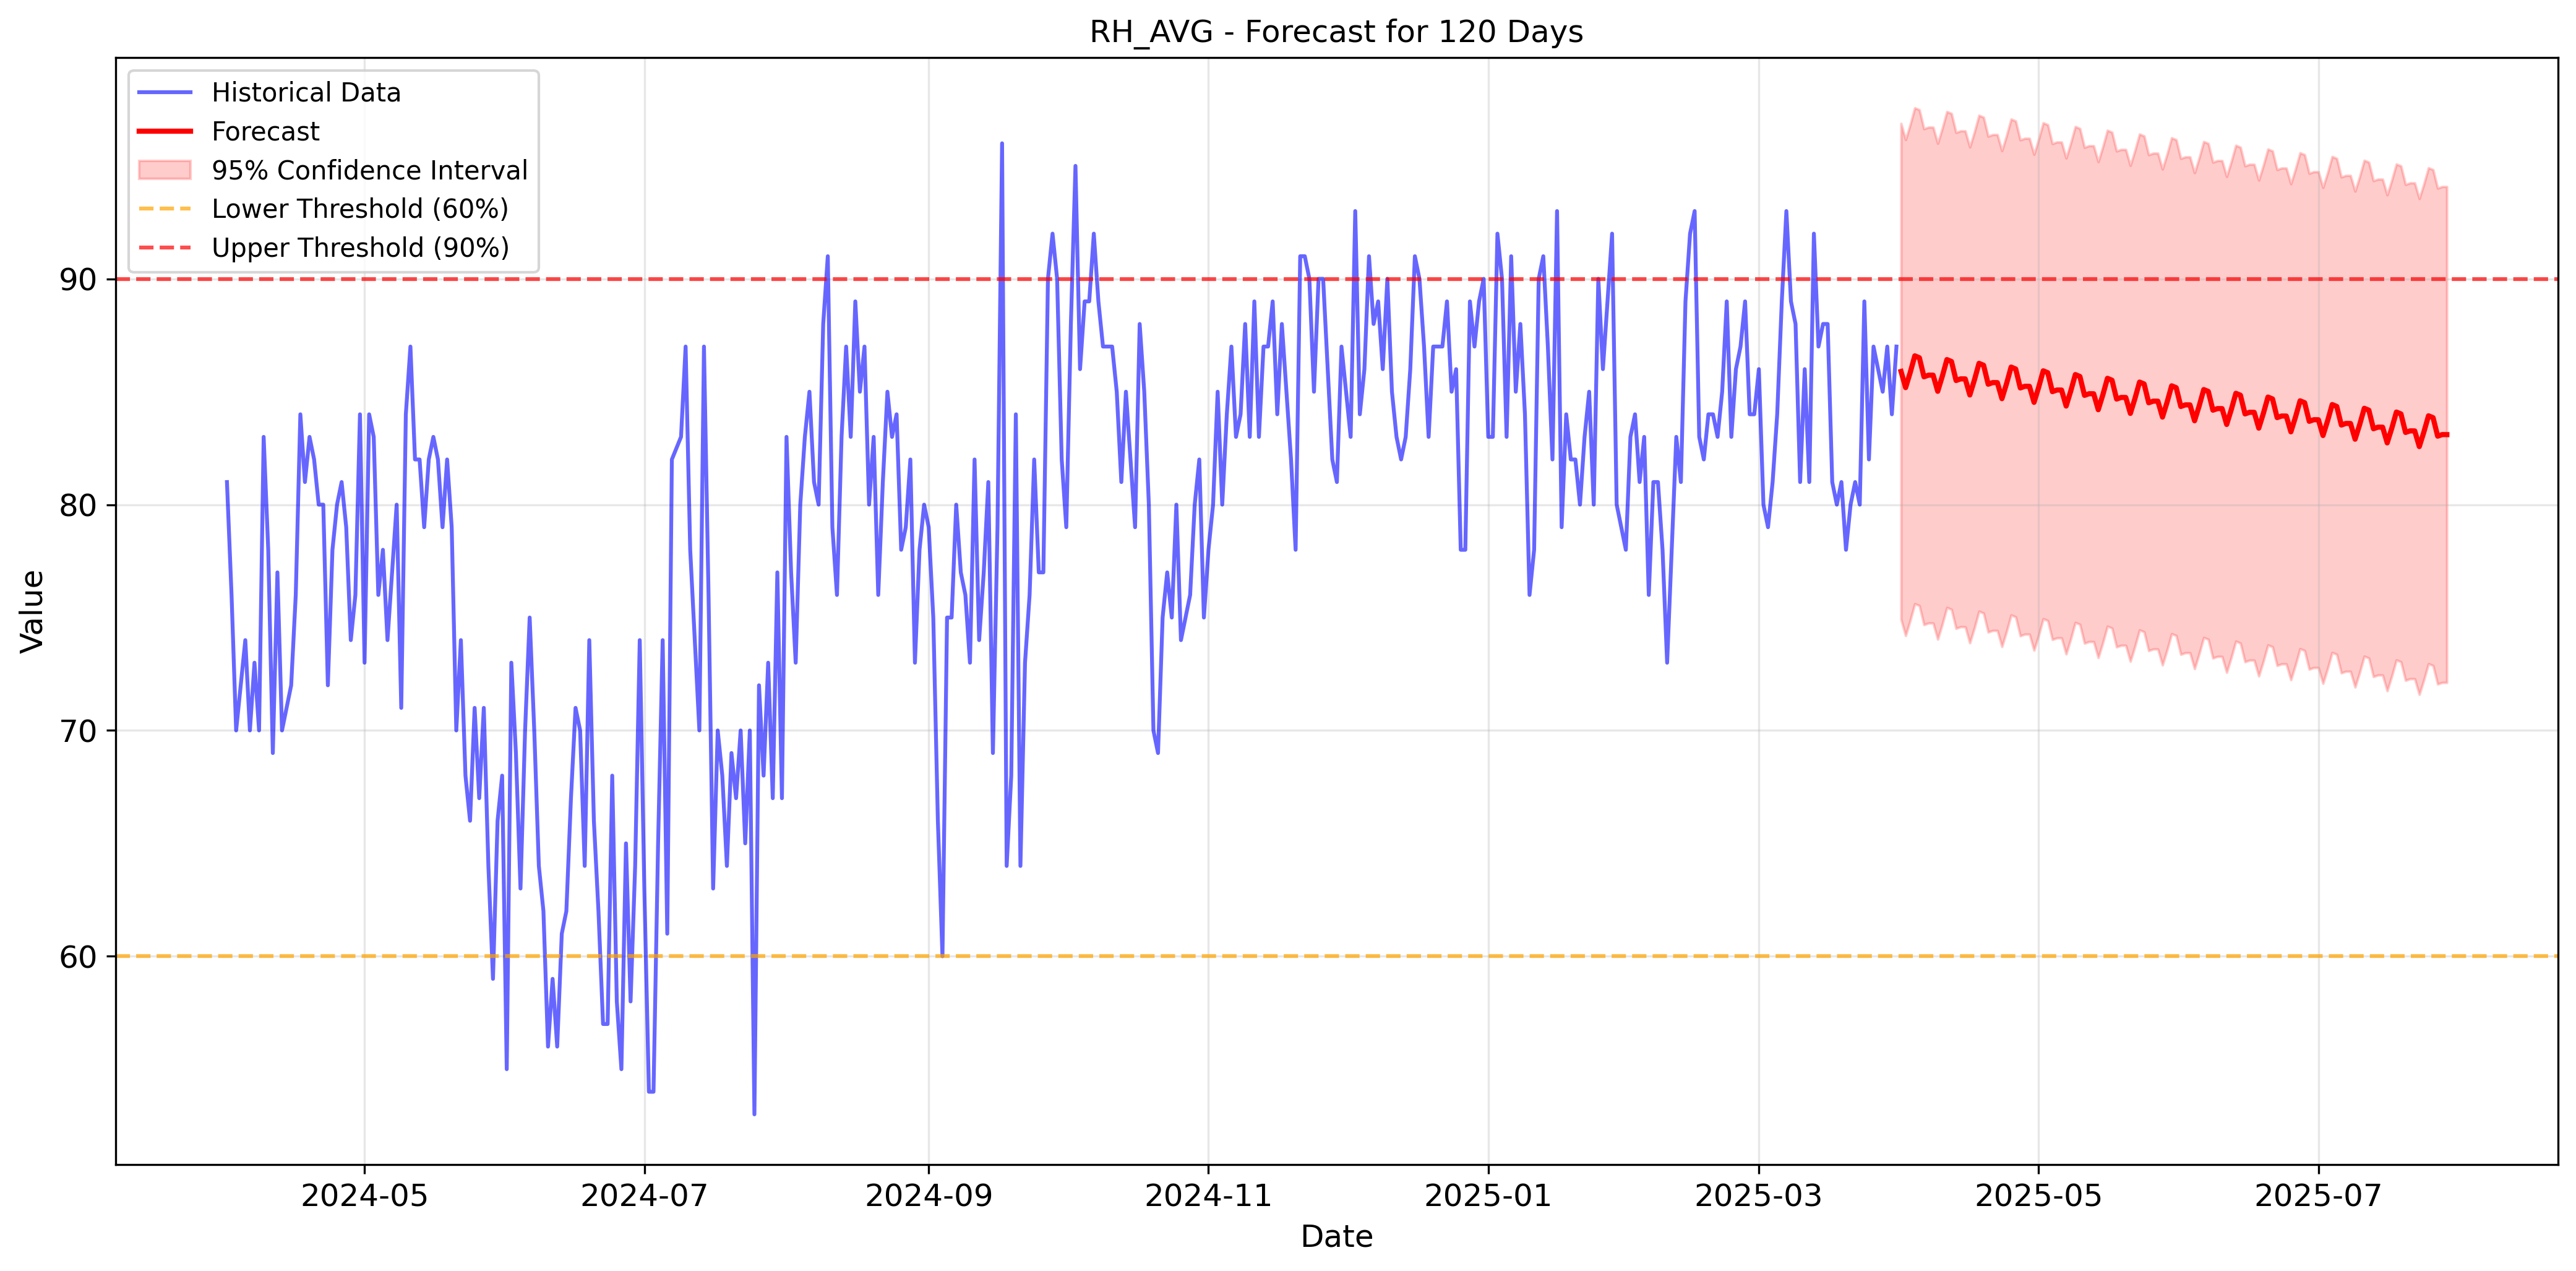 RH_AVG - Forecast for 120 Days
Historical Data
Forecast
95% Confidence Interval
Lower Threshold (60%)
Upper Threshold (90%)
90
80
70
60
Value
2024-05
2024-07
2024-09
2024-11
2025-01
2025-03
2025-05
2025-07
Date